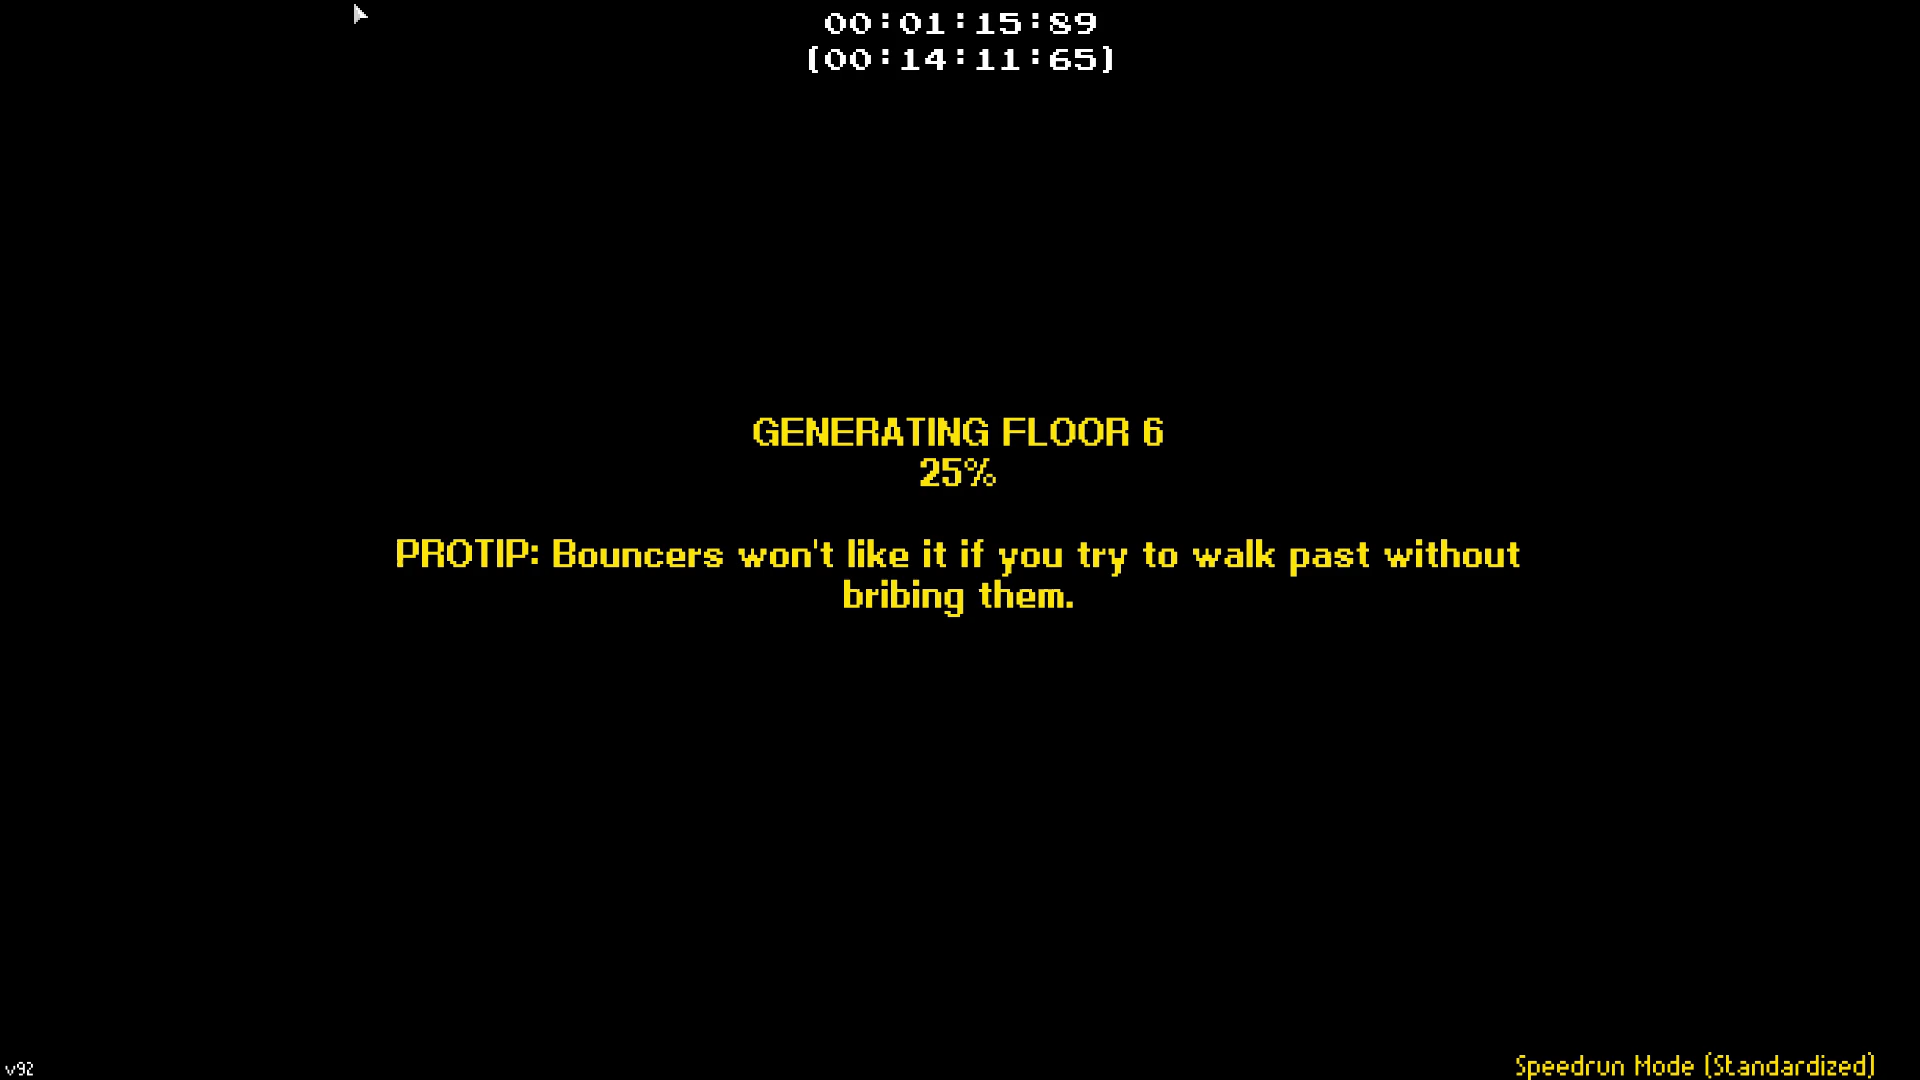 00:01:15:89
[00:14:11:65]
GENERATING FLOOR 6
25%
PROTIP: Bouncers won't like it if you try to walk past without
bribing them.
v92
Speedrun Mode (Standardized)